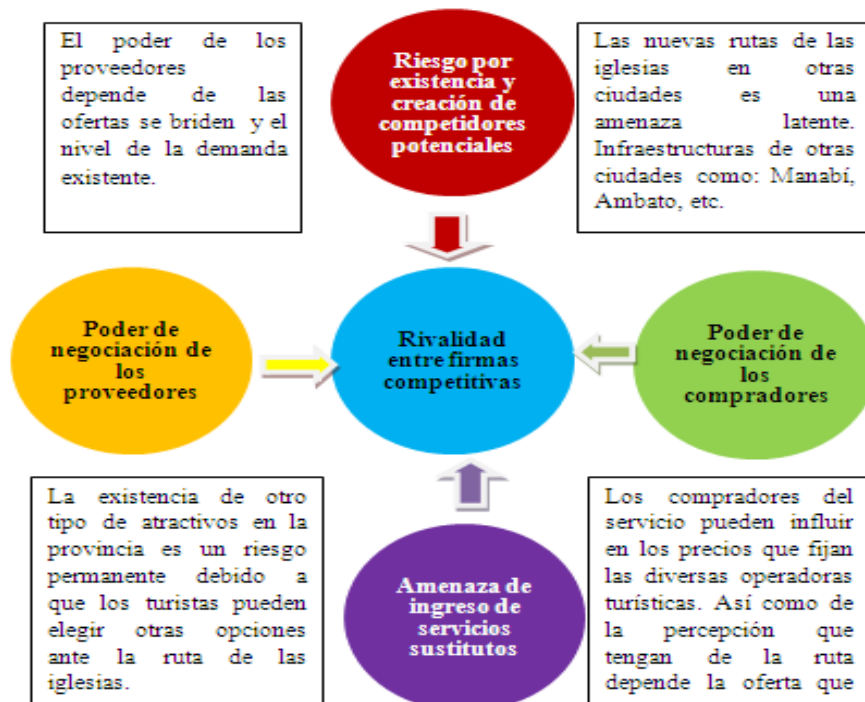 El poder de los
proveedores
depende de las
ofertas se briden y el
nivel de la demanda
existente.
Riesgo por
existencia y
creación de
competidores
potenciales
Las nuevas rutas de las
iglesias en otras
ciudades es una
amenaza latente.
Infraestructuras de otras
ciudades como: Manabí,
Ambato, etc.
Poder de
negociación de
los
proveedores
Rivalidad
entre firmas
competitivas
Poder de
negociación de
los
compradores
La existencia de otro
tipo de atractivos en la
provincia es un riesgo
permanente debido a
que los turistas pueden
elegir otras opciones
ante la ruta de las
iglesias.
Amenaza de
ingreso de
servicios
sustitutos
Los compradores del
servicio pueden influir
en los precios que fijan
las diversas operadoras
turísticas. Así como de
la percepción que
tengan de la ruta
depende la oferta que